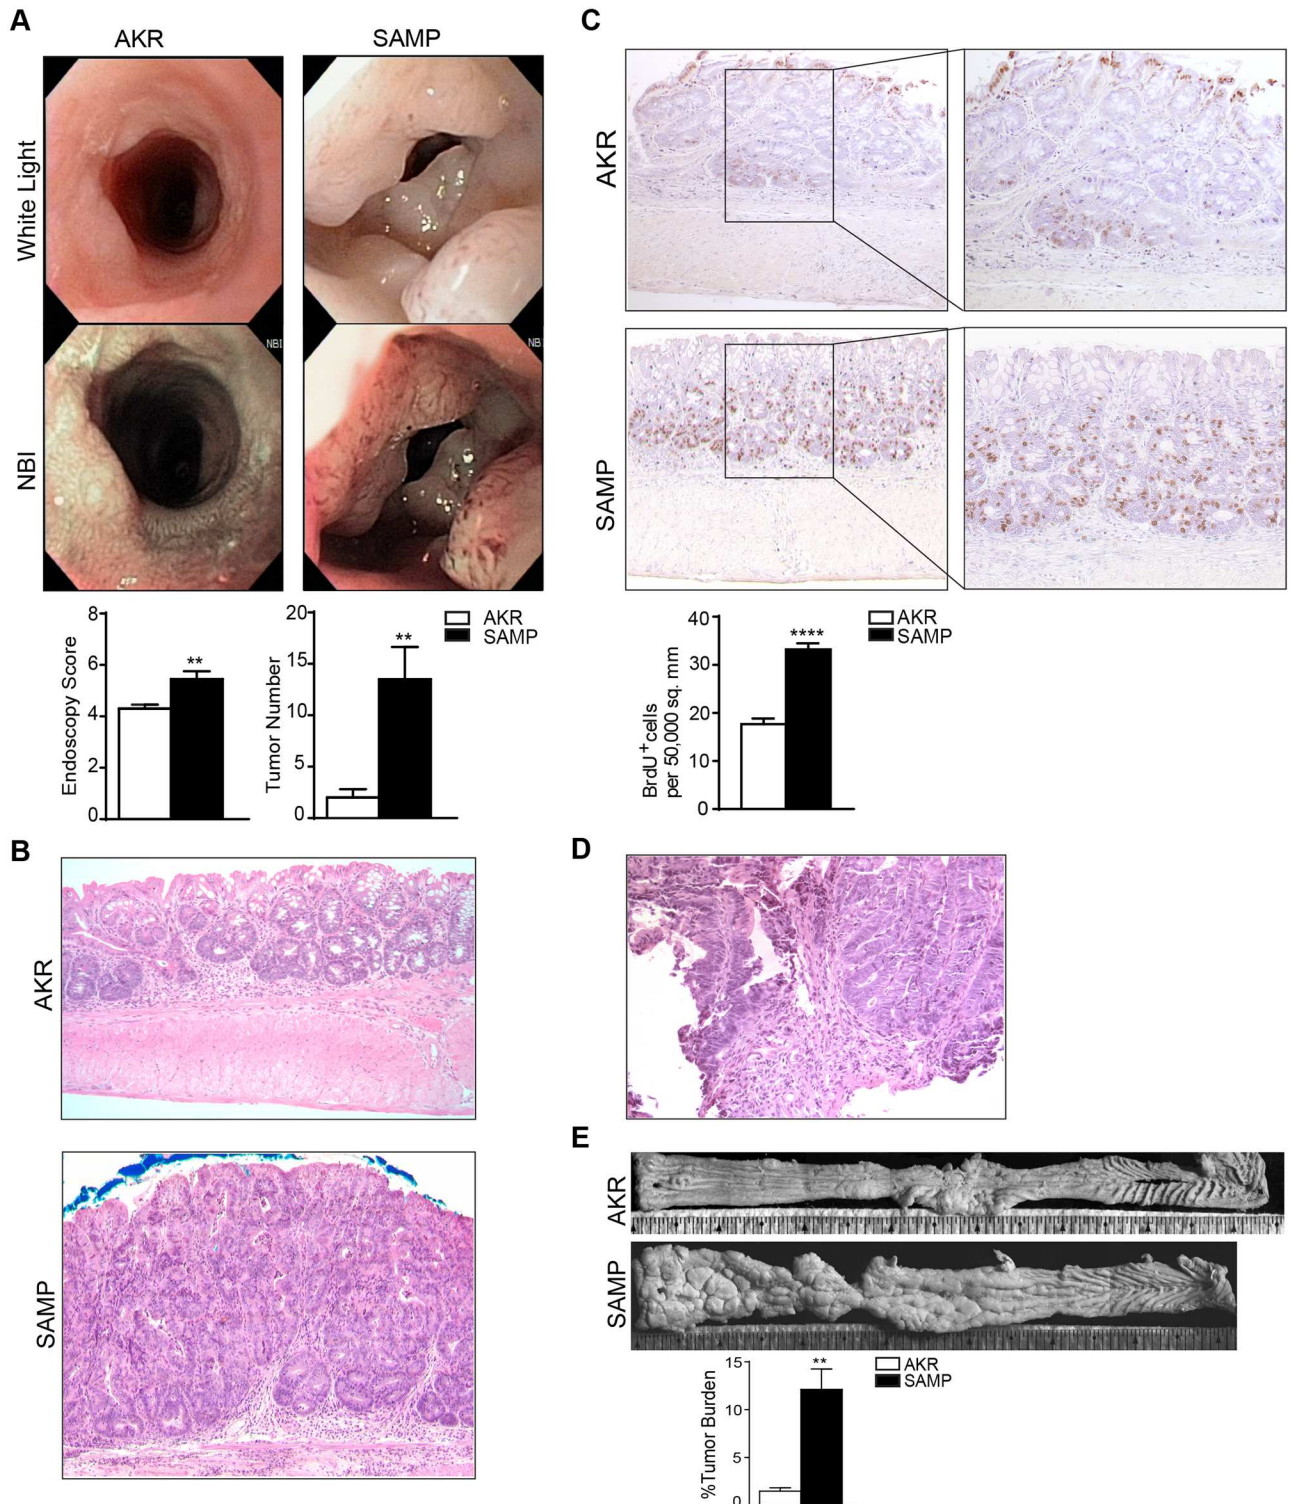 A
AKR
SAMP
White Light
NBI
NBI
NB
8
6
4
2
0
Endoscopy Score
**
20
15
10
5
0
Tumor Number
**
AKR
SAMP
B
AKR
SAMP
C
AKR
SAMP
40
30
20
10
0
BrdU+cells
per 50,000 sq. mm
****
AKR
SAMP
D
E
AKR
SAMP
15
10
5
0
%Tumor Burden
**
AKR
SAMP